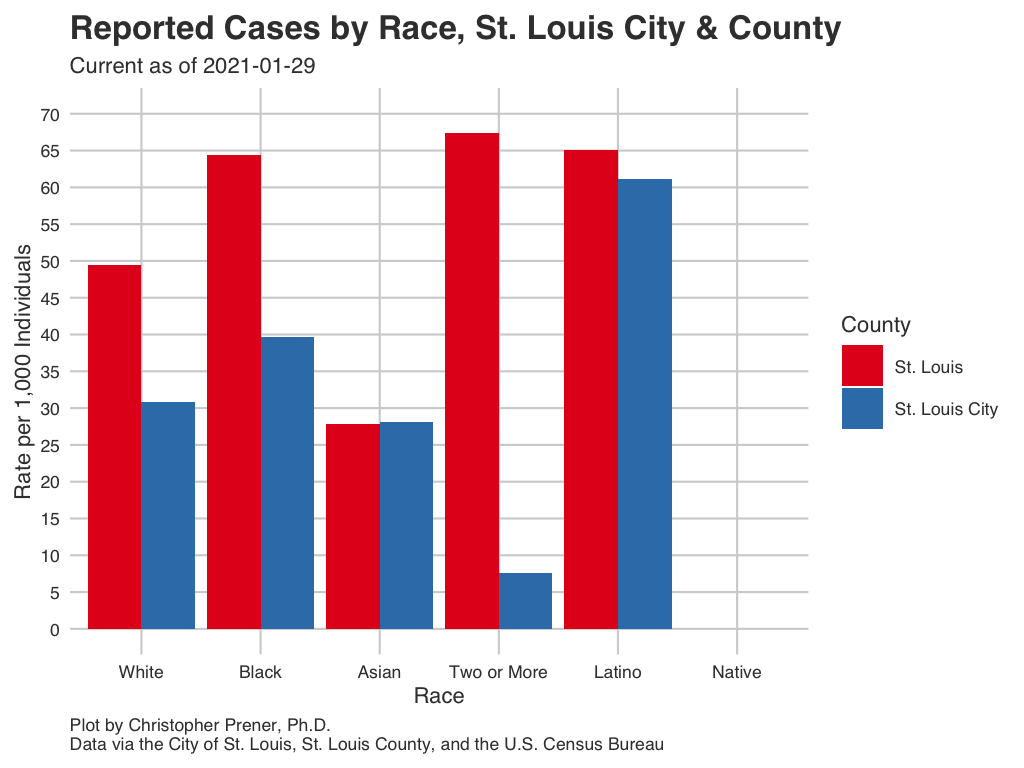 Reported Cases by Race, St. Louis City & County
Current as of 2021-01-29
Rate per 1,000 Individuals
70
65
60
55
50
45
40
35
30
25
20
15
10
5
0
White Black Asian Two or More Latino Native
Race
County
St. Louis
St. Louis City
Plot by Christopher Prener, Ph.D.
Data via the City of St. Louis, St. Louis County, and the U.S. Census Bureau